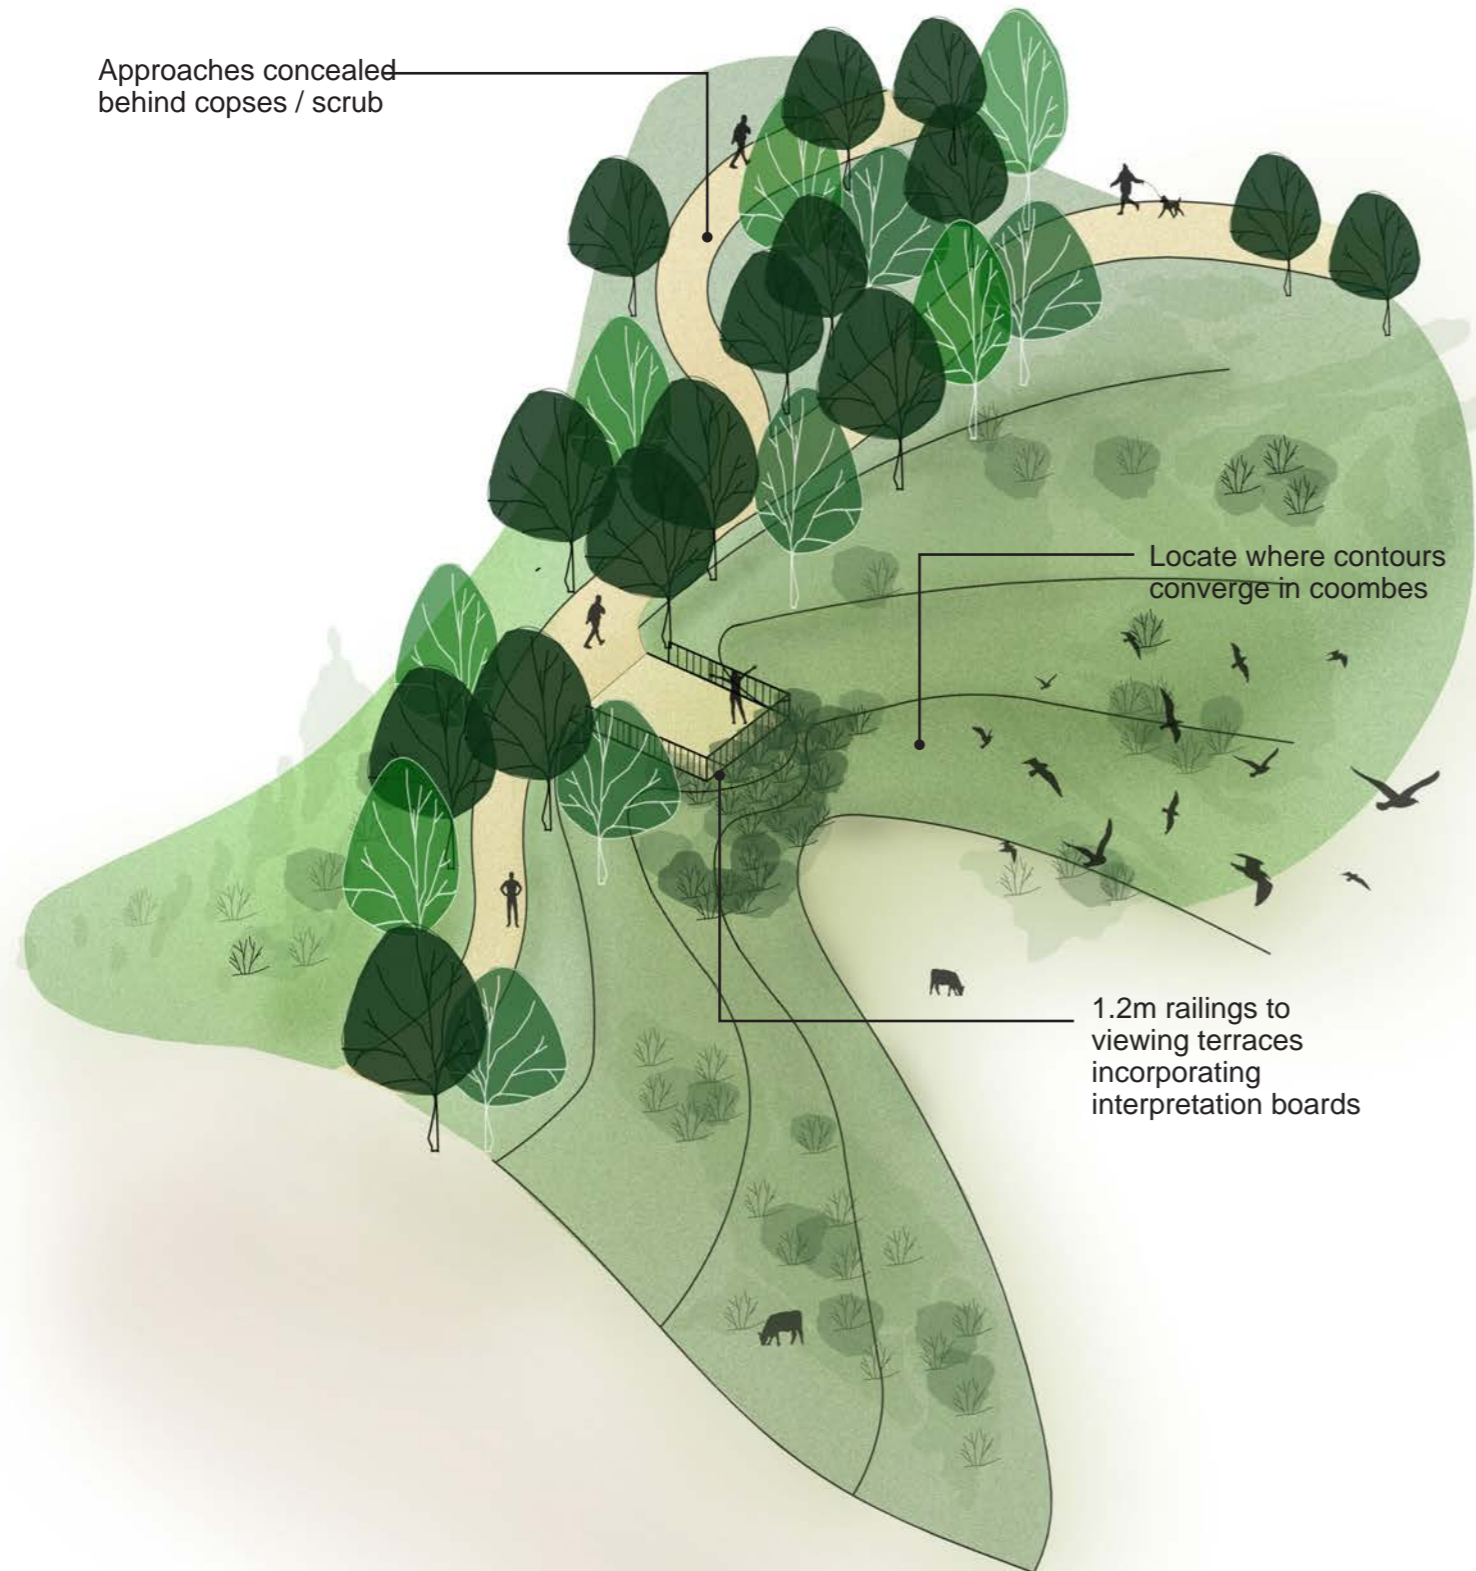 Approaches concealed
behind copses / scrub
Locate where contours
converge in coombes
1.2m railings to
viewing terraces
incorporating
interpretation boards